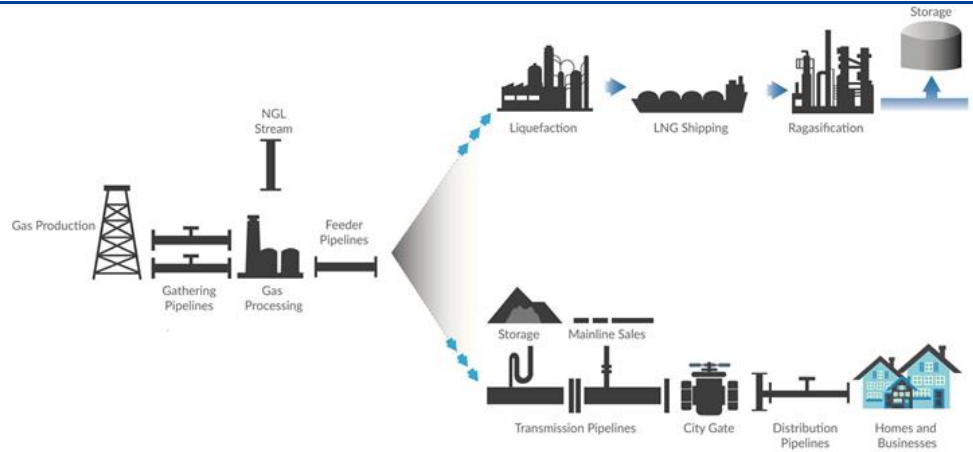 Storage
Liquefaction
LNG Shipping
Ragasification
NGL
Stream
Gas Production
Feeder
Pipelines
Gathering
Pipelines
Gas
Processing
Storage
Mainline Sales
Transmission Pipelines
City Gate
Distribution
Pipelines
Homes and
Businesses